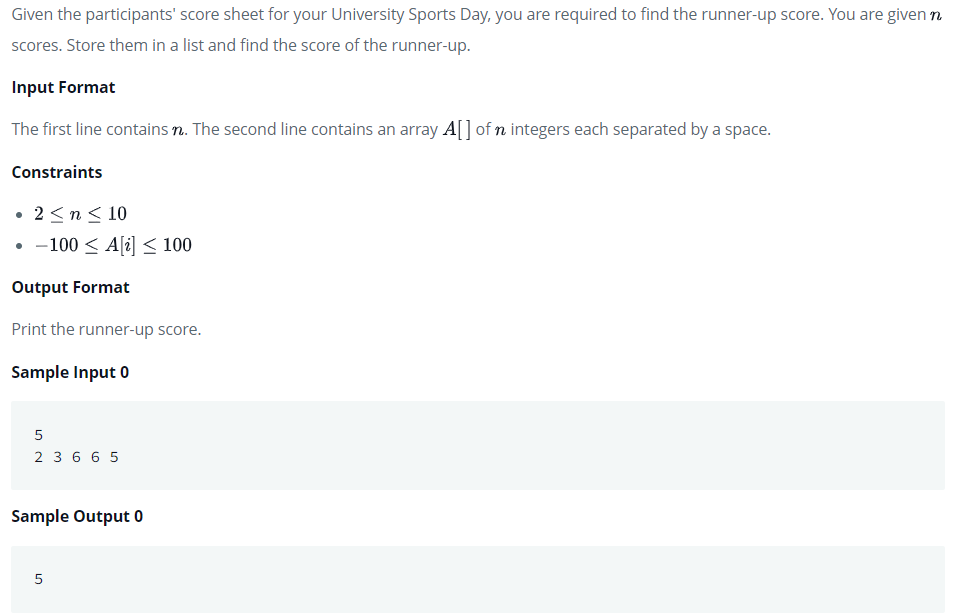 Given the participants' score sheet for your University Sports Day, you are required to find the runner-up score. You are given n
scores. Store them in a list and find the score of the runner-up.
Input Format
The first line contains n. The second line contains an array A[] of n integers each separated by a space.
Constraints
• 2 ≤ n ≤ 10
• −100 ≤ A[i] ≤ 100
Output Format
Print the runner-up score.
Sample Input 0
5
2 3 6 6 5
Sample Output 0
5